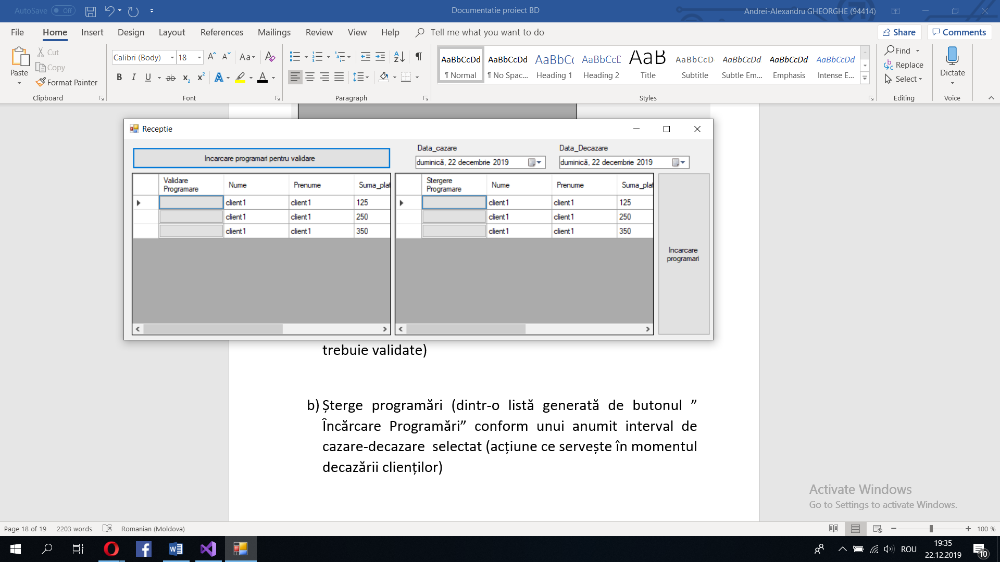 AutoSave Off
Documentatie proiect BD
Andrei-Alexandru GHEORGHE (94414)
File Home Insert Design Layout References Mailings Review View Help Tell me what you want to do
Share Comments
Paste
Cut
Copy
Format Painter
Clipboard
Calibri (Body) 18
Font
Paragraph
AaBbCcDd AaBbCcDd AaBbCc AaBbCcD AaB AaBbCcD AaBbCcDd AaBbCcDd AaBbCcDd
¶ Normal ¶ No Spac... Heading 1 Heading 2 Title Subtitle Subtle Em... Emphasis Intense E...
Styles
Find
Replace
Select
Editing
Dictate
Voice
Receptie
Incarcare programari pentru validare
Data_cazare Data_Decazare
duminică, 22 decembrie 2019 duminică, 22 decembrie 2019
Validare Programare Nume Prenume Suma_plat
client1 client1 125
client1 client1 250
client1 client1 350
Stergere Programare Nume Prenume Suma_plat
client1 client1 125
client1 client1 250
client1 client1 350
Incarcare
programari
trebuie validate)
b) Șterge programări (dintr-o listă generată de butonul ”
Încărcare Programări” conform unui anumit interval de
cazare-decazare selectat (acțiune ce servește în momentul
decazării clienților)
Activate Windows
Go to Settings to activate Windows.
Page 18 of 19 2203 words Romanian (Moldova) 100 %
ROU
19:35
22.12.2019
10